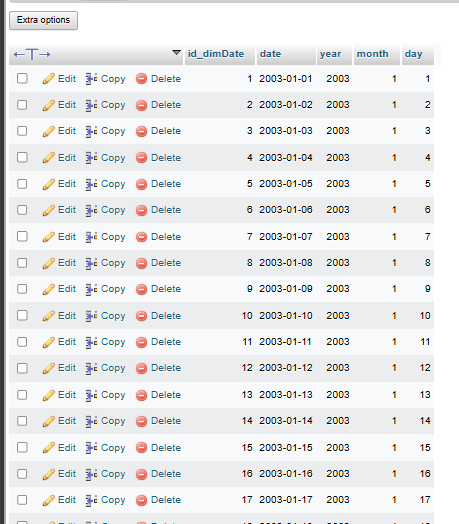 Extra options
id_dimDate date year month day
Edit Copy Delete 1 2003-01-01 2003 1 1
Edit Copy Delete 2 2003-01-02 2003 1 2
Edit Copy Delete 3 2003-01-03 2003 1 3
Edit Copy Delete 4 2003-01-04 2003 1 4
Edit Copy Delete 5 2003-01-05 2003 1 5
Edit Copy Delete 6 2003-01-06 2003 1 6
Edit Copy Delete 7 2003-01-07 2003 1 7
Edit Copy Delete 8 2003-01-08 2003 1 8
Edit Copy Delete 9 2003-01-09 2003 1 9
Edit Copy Delete 10 2003-01-10 2003 1 10
Edit Copy Delete 11 2003-01-11 2003 1 11
Edit Copy Delete 12 2003-01-12 2003 1 12
Edit Copy Delete 13 2003-01-13 2003 1 13
Edit Copy Delete 14 2003-01-14 2003 1 14
Edit Copy Delete 15 2003-01-15 2003 1 15
Edit Copy Delete 16 2003-01-16 2003 1 16
Edit Copy Delete 17 2003-01-17 2003 1 17